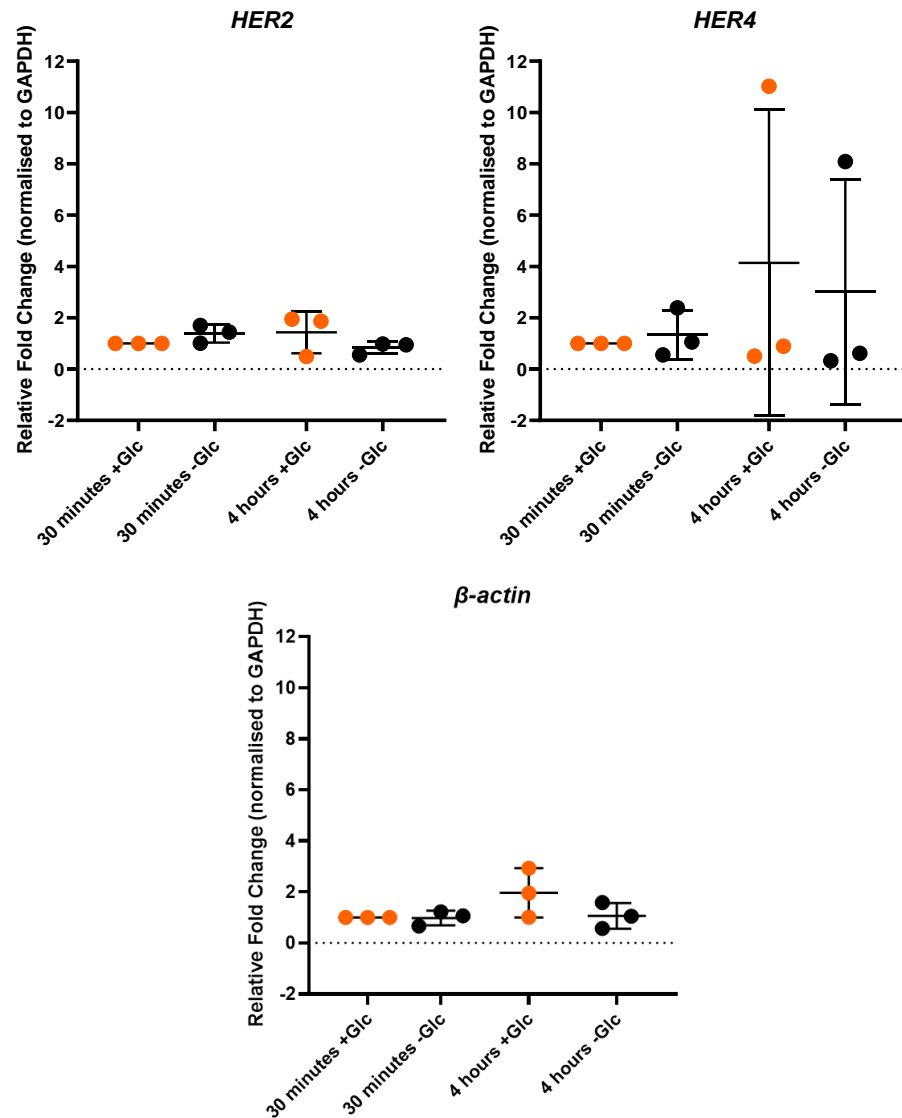 HER2
Relative Fold Change (normalised to GAPDH)
12
10
8
6
4
2
0
-2
30 minutes +Glc
30 minutes -Glc
4 hours +Glc
4 hours -Glc
HER4
Relative Fold Change (normalised to GAPDH)
12
10
8
6
4
2
0
-2
30 minutes +Glc
30 minutes -Glc
4 hours +Glc
4 hours -Glc
β-actin
Relative Fold Change (normalised to GAPDH)
12
10
8
6
4
2
0
-2
30 minutes +Glc
30 minutes -Glc
4 hours +Glc
4 hours -Glc